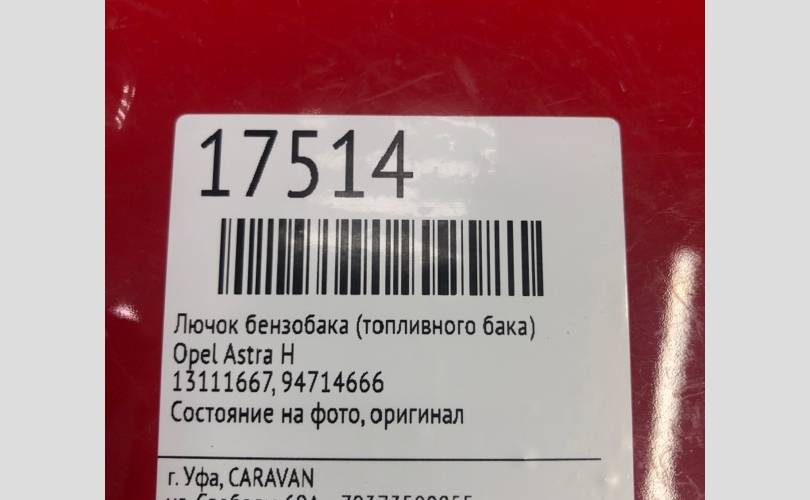 17514
Лючок бензобака (топливного бака)
Opel Astra H
13111667, 94714666
Состояние на фото, оригинал
г. Уфа, CARAVAN